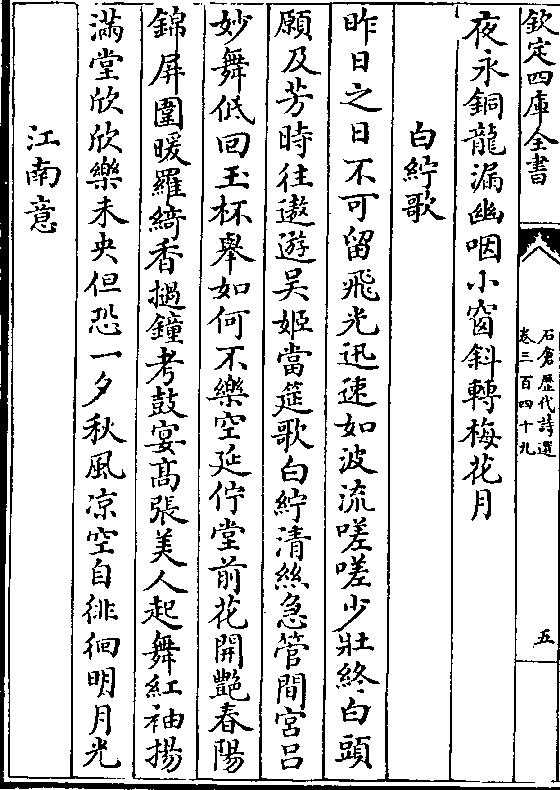 欽定四庫全書
石倉歷代詩選
卷三百四十九
五
夜永銅龍漏幽咽小窗斜轉梅花月
白紵歌
昨日之日不可留飛光迅速如波流嗟嗟少壯終白頭
願及芳時往遨遊吳姬當筵歌白紵清絲急管間宮呂
妙舞低回玉杯舉如何不樂空延佇堂前花開艷春陽
錦屏圍暖羅綺香撾鐘考鼓宴高張美人起舞紅袖揚
滿堂欣欣樂未央但恐一夕秋風凉空自徘徊明月光
江南意